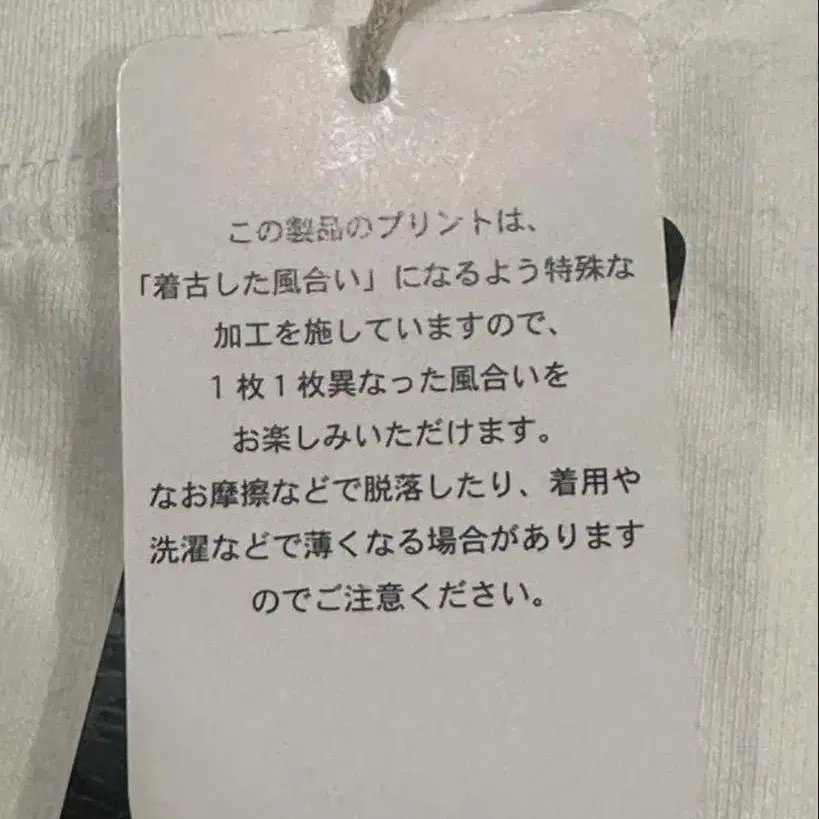 この製品のプリントは、
「着古した風合い」になるよう特殊な
加工を施していますので、
1枚1枚異なった風合いを
お楽しみいただけます。
なお摩擦などで脱落したり、着用や
洗濯などで薄くなる場合があります
のでご注意ください。